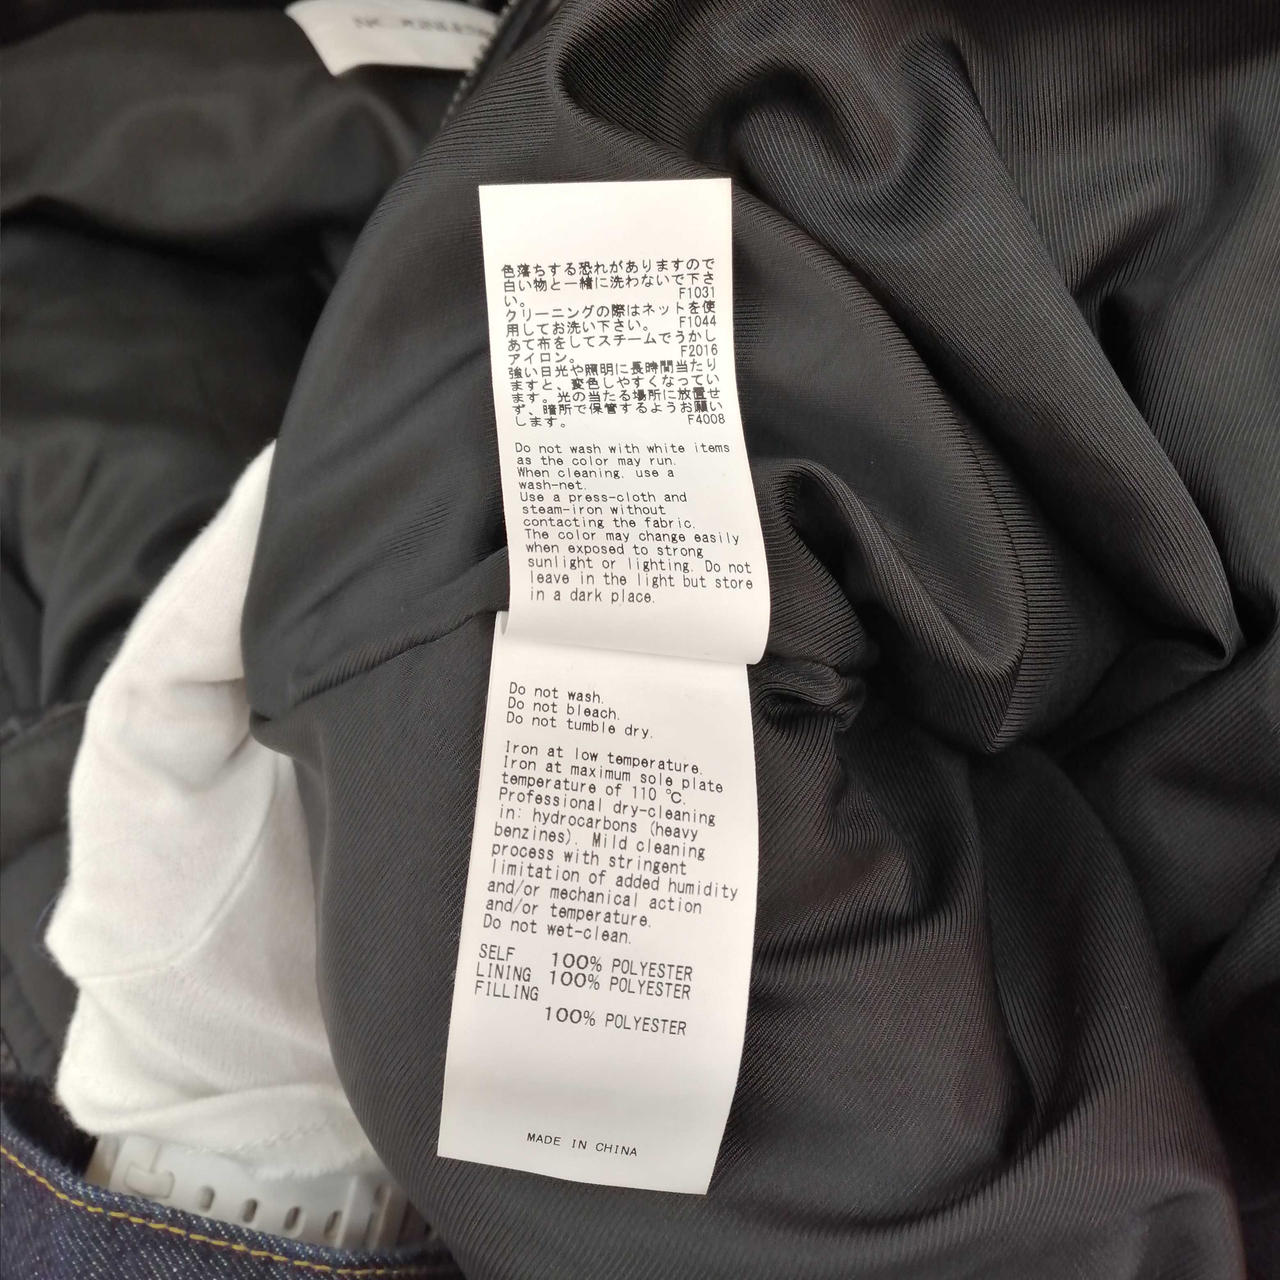 色落ちする恐れがありますので
白い物と一緒に洗わないで下さ
い。 F1031
クリーニングの際はネットを使
用してお洗い下さい。 F1044
あて布をしてスチームでうかし
アイロン。 F2016
強い日光や照明に長時間当たり
ますと、変色しやすくなってい
ます。光の当たる場所に放置せ
ず、暗所で保管するようお願い
します。 F4008
Do not wash with white items
as the color may run.
When cleaning, use a
wash-net.
Use a press-cloth and
steam-iron without
contacting the fabric.
The color may change easily
when exposed to strong
sunlight or lighting. Do not
leave in the light but store
in a dark place.
Do not wash.
Do not bleach.
Do not tumble dry.
Iron at low temperature.
Iron at maximum sole plate
temperature of 110 ℃.
Professional dry-cleaning
in: hydrocarbons (heavy
benzines). Mild cleaning
process with stringent
limitation of added humidity
and/or mechanical action
and/or temperature.
Do not wet-clean.
SELF 100% POLYESTER
LINING 100% POLYESTER
FILLING
100% POLYESTER
MADE IN CHINA